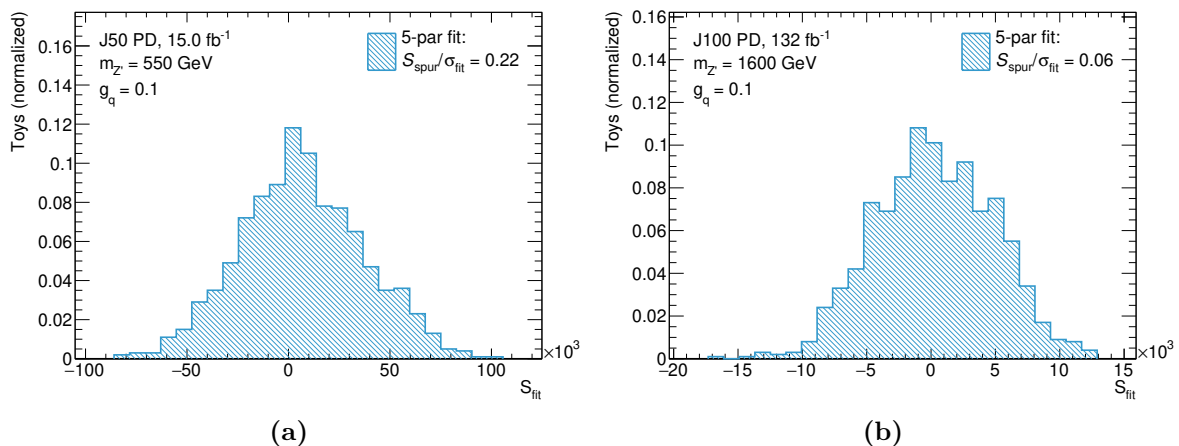 Toys (normalized)
0.16
0.14
0.12
0.1
0.08
0.06
0.04
0.02
0
J50 PD, 15.0 fb⁻¹
m_Z' = 550 GeV
g_q = 0.1
5-par fit:
S_spur/σ_fit = 0.22
−100 −50 0 50 100
×10³
S_fit
(a)
Toys (normalized)
0.16
0.14
0.12
0.1
0.08
0.06
0.04
0.02
0
J100 PD, 132 fb⁻¹
m_Z' = 1600 GeV
g_q = 0.1
5-par fit:
S_spur/σ_fit = 0.06
−20 −15 −10 −5 0 5 10 15
×10³
S_fit
(b)